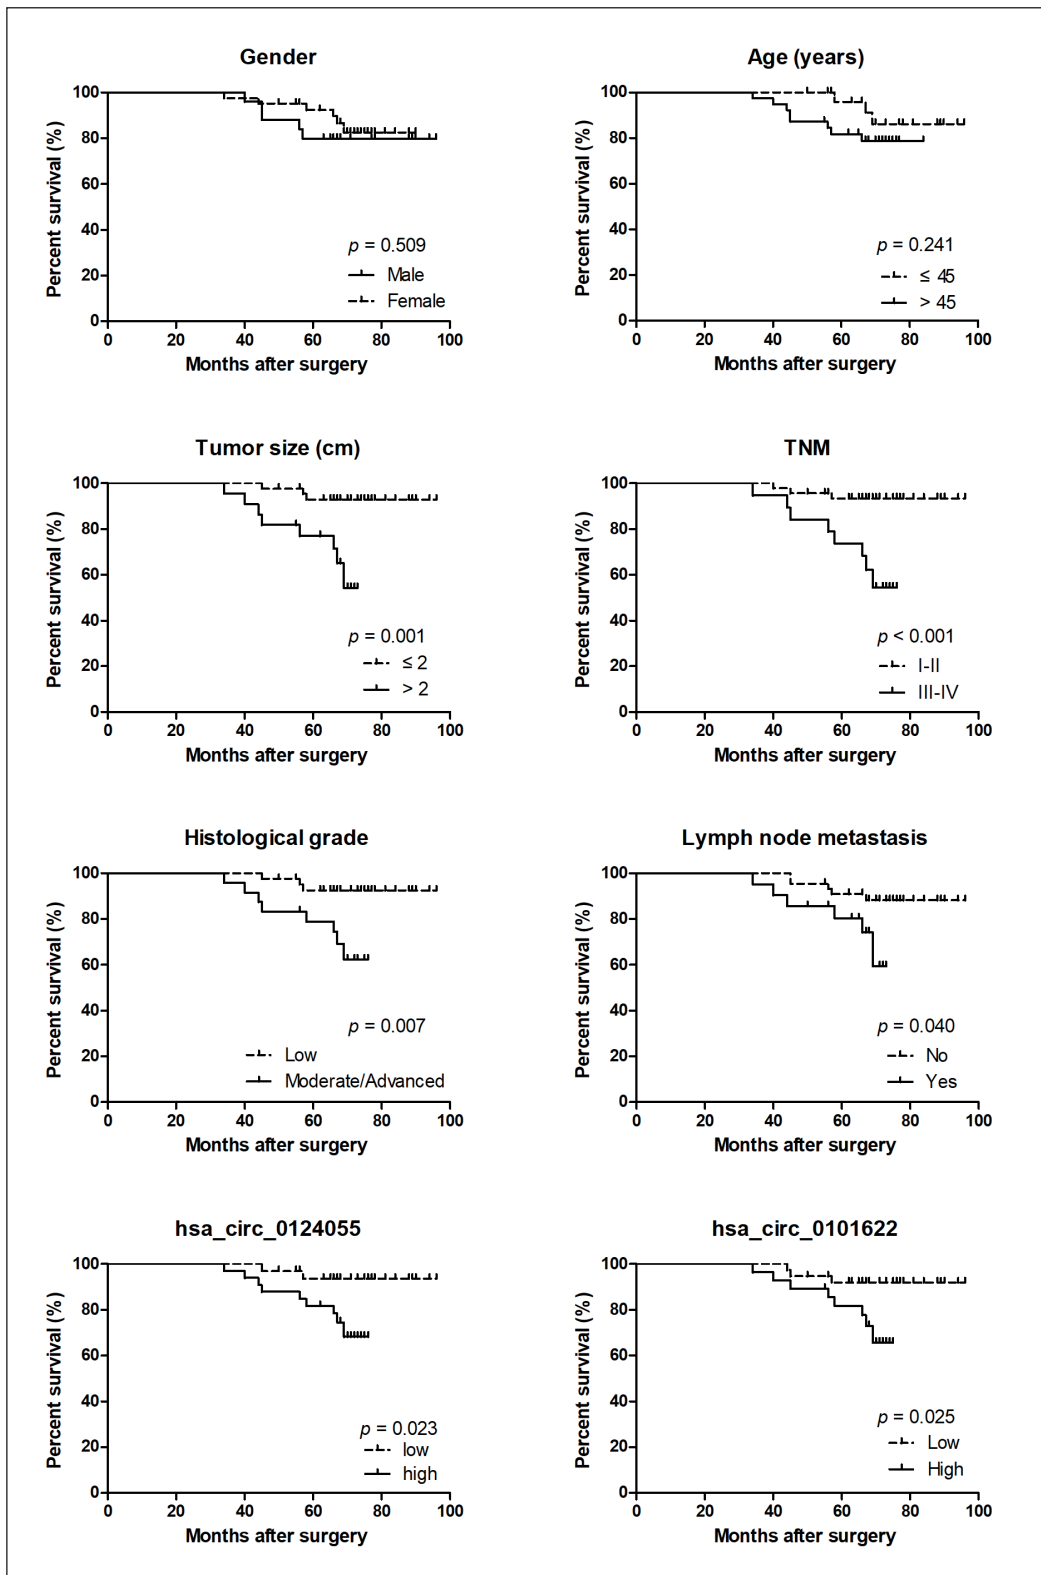 Gender
Percent survival (%)
100
80
60
40
20
0
p = 0.509
Male
Female
0 20 40 60 80 100
Months after surgery
Age (years)
Percent survival (%)
100
80
60
40
20
0
p = 0.241
≤ 45
> 45
0 20 40 60 80 100
Months after surgery
Tumor size (cm)
Percent survival (%)
100
80
60
40
20
0
p = 0.001
≤ 2
> 2
0 20 40 60 80 100
Months after surgery
TNM
Percent survival (%)
100
80
60
40
20
0
p < 0.001
I-II
III-IV
0 20 40 60 80 100
Months after surgery
Histological grade
Percent survival (%)
100
80
60
40
20
0
p = 0.007
Low
Moderate/Advanced
0 20 40 60 80 100
Months after surgery
Lymph node metastasis
Percent survival (%)
100
80
60
40
20
0
p = 0.040
No
Yes
0 20 40 60 80 100
Months after surgery
hsa_circ_0124055
Percent survival (%)
100
80
60
40
20
0
p = 0.023
low
high
0 20 40 60 80 100
Months after surgery
hsa_circ_0101622
Percent survival (%)
100
80
60
40
20
0
p = 0.025
Low
High
0 20 40 60 80 100
Months after surgery